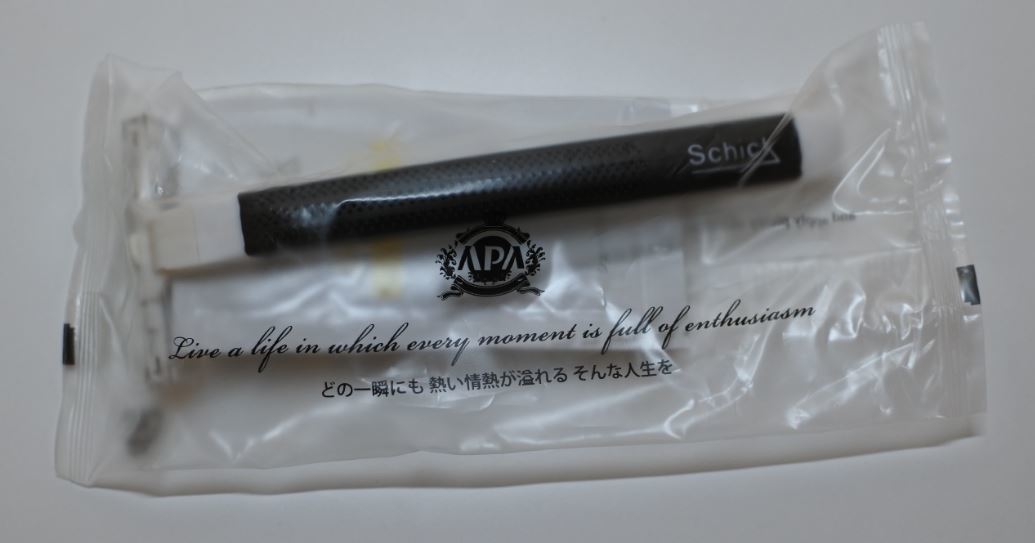 Schick
APA
Live a life in which every moment is full of enthusiasm
どの一瞬にも 熱い情熱が溢れる そんな人生を